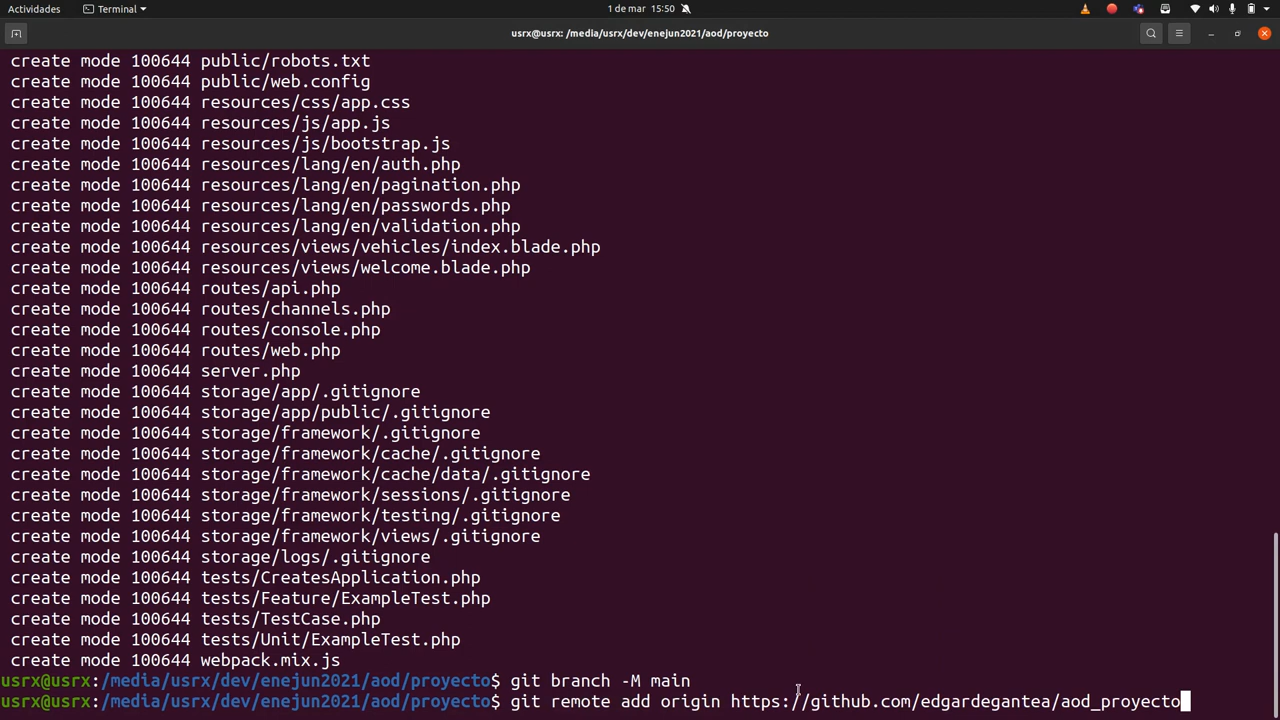 Actividades Terminal 1 de mar 15:50
usrx@usrx: /media/usrx/dev/enejun2021/aod/proyecto
create mode 100644 public/robots.txt
create mode 100644 public/web.config
create mode 100644 resources/css/app.css
create mode 100644 resources/js/app.js
create mode 100644 resources/js/bootstrap.js
create mode 100644 resources/lang/en/auth.php
create mode 100644 resources/lang/en/pagination.php
create mode 100644 resources/lang/en/passwords.php
create mode 100644 resources/lang/en/validation.php
create mode 100644 resources/views/vehicles/index.blade.php
create mode 100644 resources/views/welcome.blade.php
create mode 100644 routes/api.php
create mode 100644 routes/channels.php
create mode 100644 routes/console.php
create mode 100644 routes/web.php
create mode 100644 server.php
create mode 100644 storage/app/.gitignore
create mode 100644 storage/app/public/.gitignore
create mode 100644 storage/framework/.gitignore
create mode 100644 storage/framework/cache/.gitignore
create mode 100644 storage/framework/cache/data/.gitignore
create mode 100644 storage/framework/sessions/.gitignore
create mode 100644 storage/framework/testing/.gitignore
create mode 100644 storage/framework/views/.gitignore
create mode 100644 storage/logs/.gitignore
create mode 100644 tests/CreatesApplication.php
create mode 100644 tests/Feature/ExampleTest.php
create mode 100644 tests/TestCase.php
create mode 100644 tests/Unit/ExampleTest.php
create mode 100644 webpack.mix.js
usrx@usrx:/media/usrx/dev/enejun2021/aod/proyecto$ git branch -M main
usrx@usrx:/media/usrx/dev/enejun2021/aod/proyecto$ git remote add origin https://github.com/edgardegantea/aod_proyecto